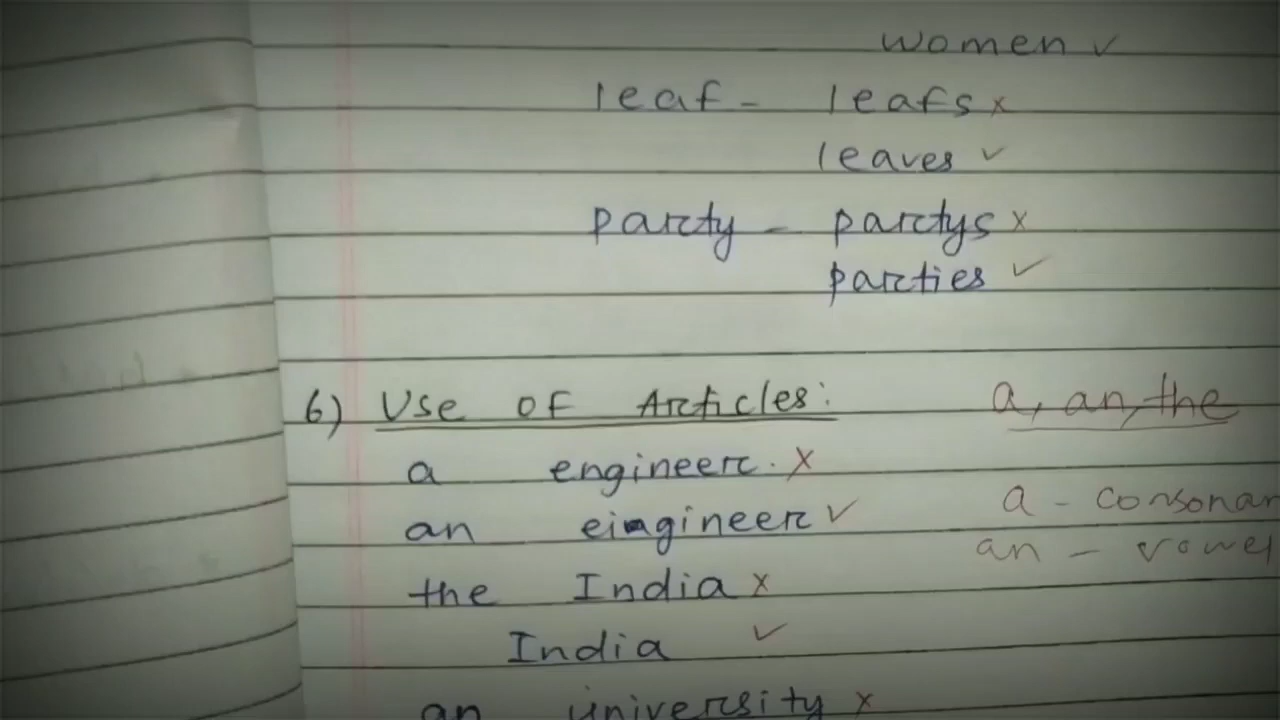 women ✓
leaf - leafs x
leaves ✓
party - partys x
parties ✓
6) Use of Articles: a, an, the
a engineer. x
a - consonan
an eingineer ✓
an - vowel
the India x
India ✓
an university x